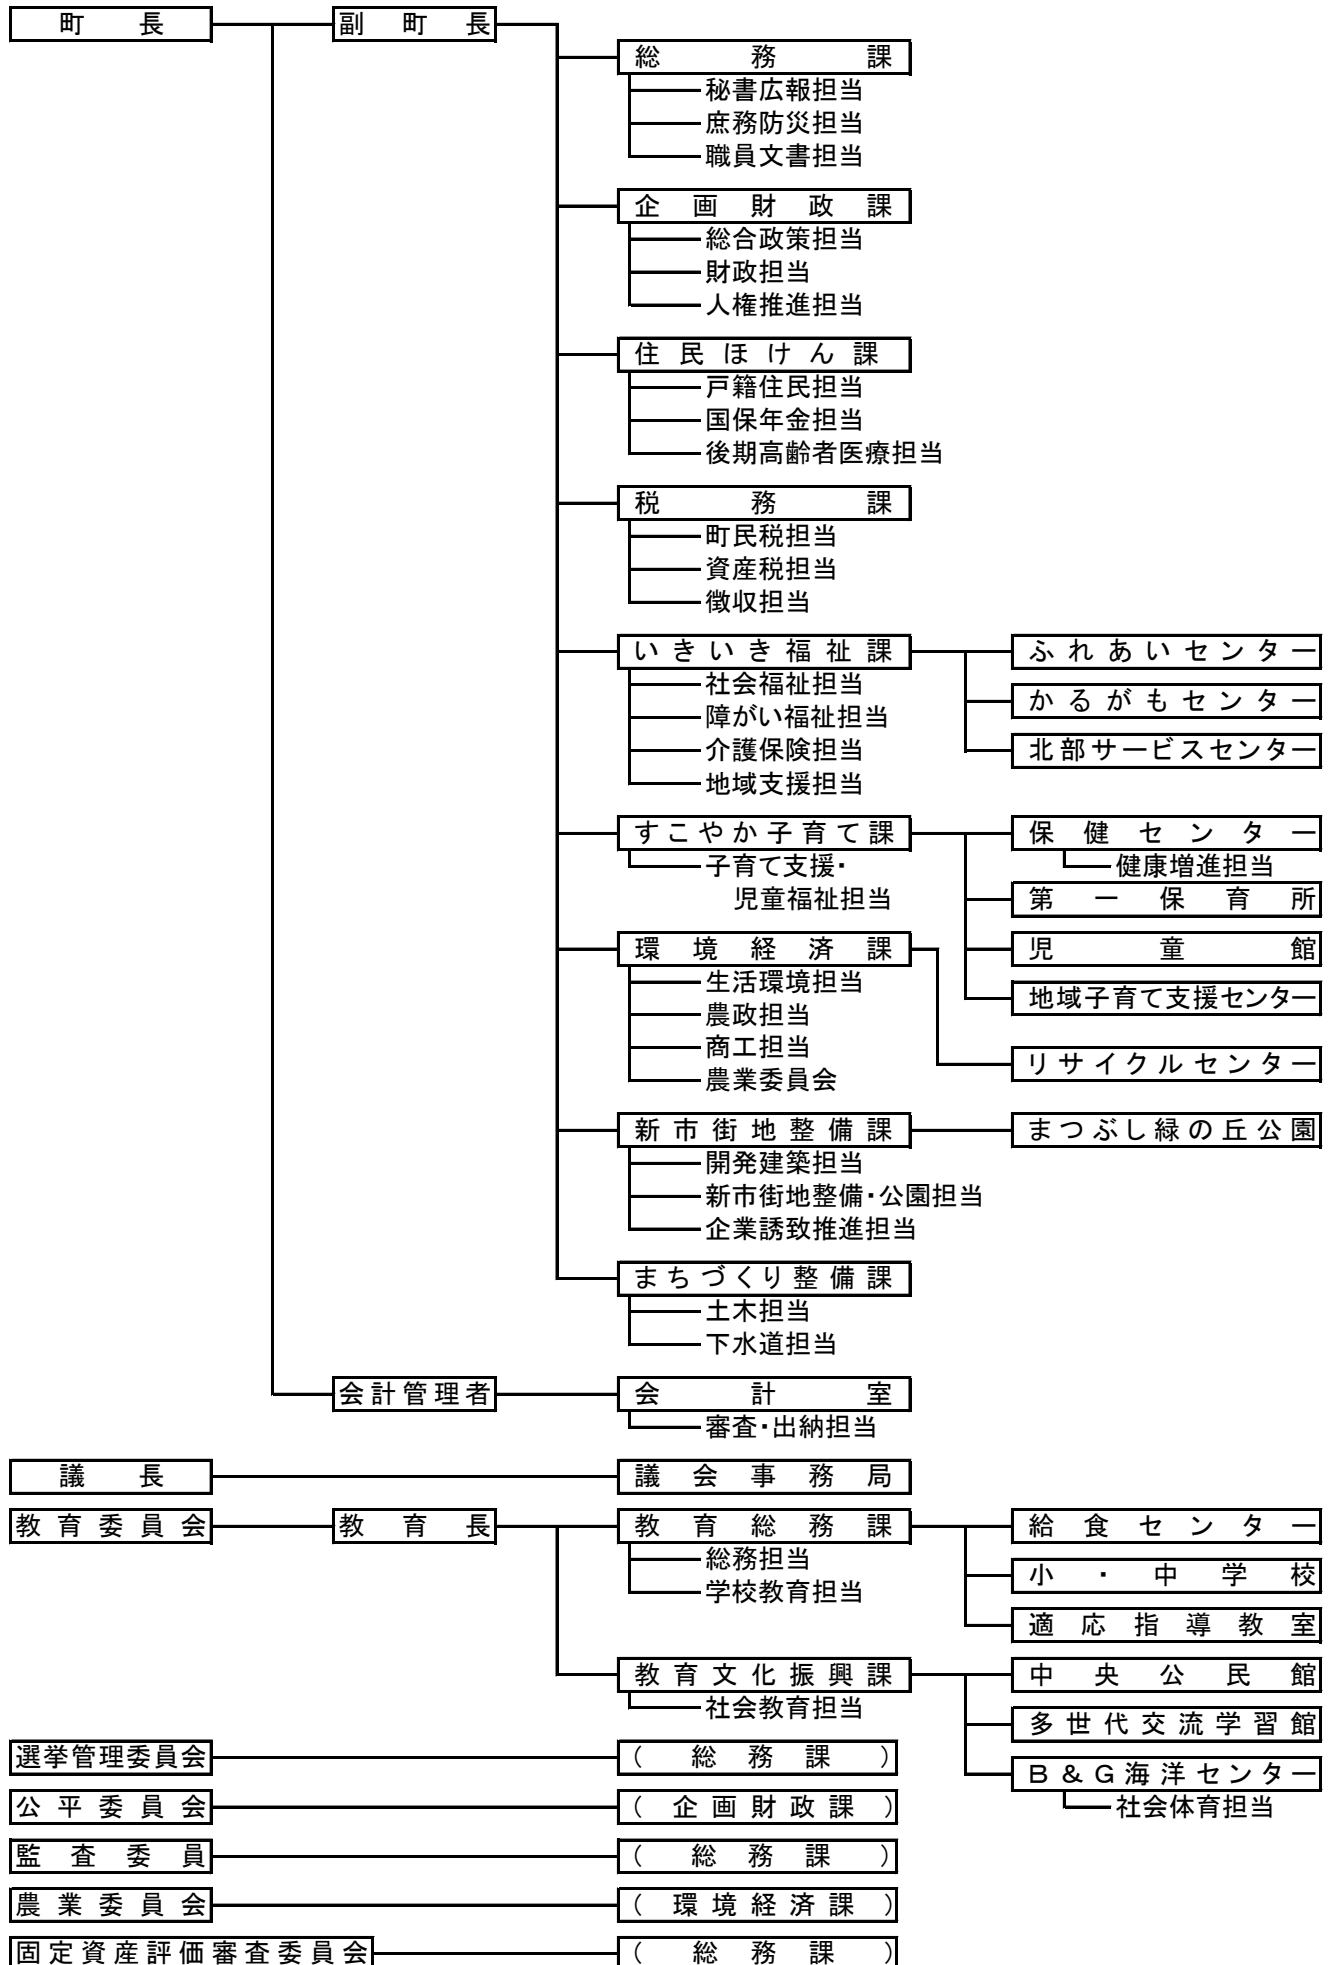 町長
副町長
総務課
秘書広報担当
庶務防災担当
職員文書担当
企画財政課
総合政策担当
財政担当
人権推進担当
住民ほけん課
戸籍住民担当
国保年金担当
後期高齢者医療担当
税務課
町民税担当
資産税担当
徴収担当
いきいき福祉課
ふれあいセンター
社会福祉担当
かるがもセンター
障がい福祉担当
介護保険担当
北部サービスセンター
地域支援担当
すこやか子育て課
保健センター
子育て支援・
健康増進担当
児童福祉担当
第一保育所
環境経済課
児童館
生活環境担当
地域子育て支援センター
農政担当
商工担当
リサイクルセンター
農業委員会
新市街地整備課
まつぶし緑の丘公園
開発建築担当
新市街地整備・公園担当
企業誘致推進担当
まちづくり整備課
土木担当
下水道担当
会計管理者
会計室
審査・出納担当
議長
議会事務局
教育委員会
教育長
教育総務課
給食センター
総務担当
小・中学校
学校教育担当
適応指導教室
教育文化振興課
中央公民館
社会教育担当
多世代交流学習館
選挙管理委員会
(総務課)
B&G海洋センター
公平委員会
(企画財政課)
社会体育担当
監査委員
(総務課)
農業委員会
(環境経済課)
固定資産評価審査委員会
(総務課)